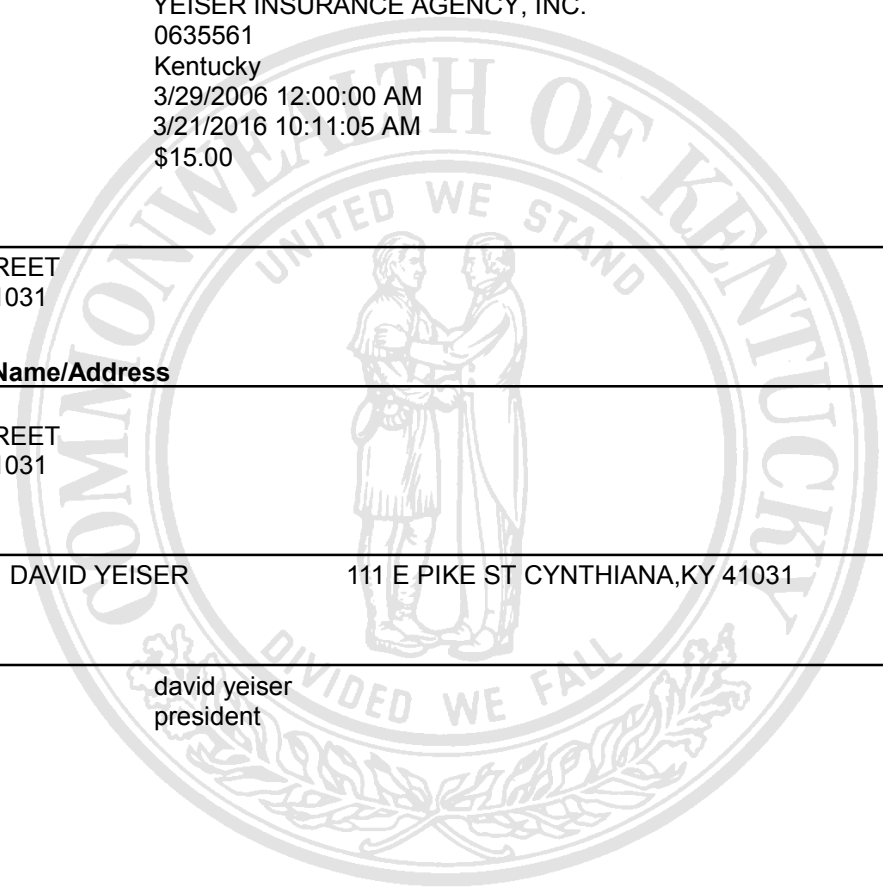 YEISER INSURANCE AGENCY, INC.
0635561
Kentucky
3/29/2006 12:00:00 AM
3/21/2016 10:11:05 AM
$15.00
REET
1031
Name/Address
REET
1031
DAVID YEISER 111 E PIKE ST CYNTHIANA,KY 41031
david yeiser
president
COMMONWEALTH OF KENTUCKY
UNITED WE STAND
DIVIDED WE FALL